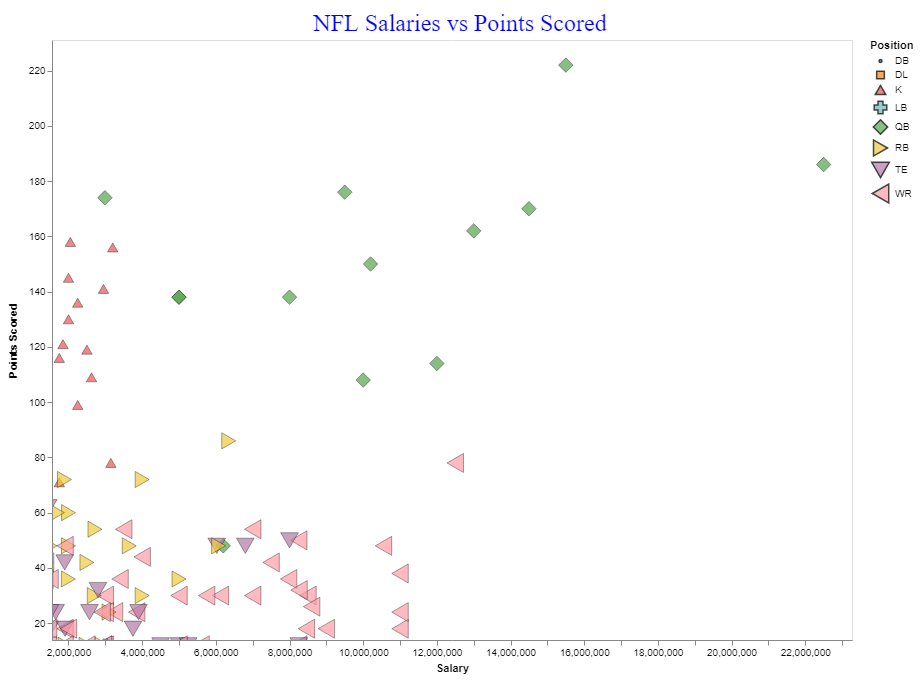 NFL Salaries vs Points Scored
Position
DB
DL
K
LB
QB
RB
TE
WR
220
200
180
160
140
120
100
80
60
40
20
Points Scored
2,000,000 4,000,000 6,000,000 8,000,000 10,000,000 12,000,000 14,000,000 16,000,000 18,000,000 20,000,000 22,000,000
Salary